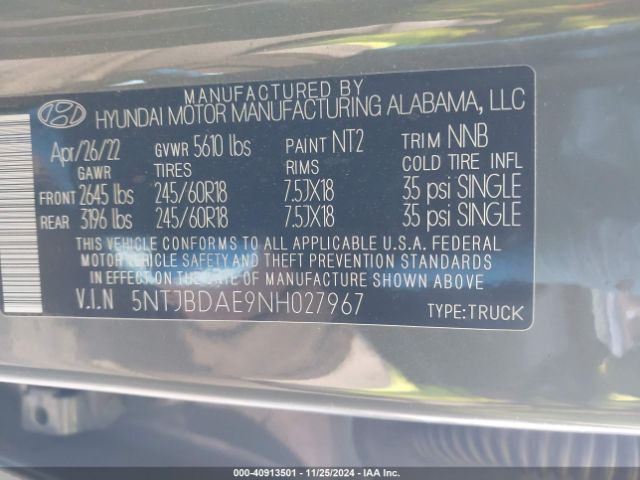 MANUFACTURED BY
HYUNDAI MOTOR MANUFACTURING ALABAMA, LLC
Apr/26/22 GVWR 5610 lbs PAINT NT2 TRIM NNB
GAWR TIRES RIMS COLD TIRE INFL
FRONT 2645 lbs 245/60R18 7.5JX18 35 psi SINGLE
REAR 3196 lbs 245/60R18 7.5JX18 35 psi SINGLE
THIS VEHICLE CONFORMS TO ALL APPLICABLE U.S.A. FEDERAL
MOTOR VEHICLE SAFETY AND THEFT PREVENTION STANDARDS
IN EFFECT ON THE DATE OF MANUFACTURE SHOWN ABOVE
V.I.N 5NTJBDAE9NH027967 TYPE:TRUCK
000-40913501 - 11/25/2024 - IAA Inc.